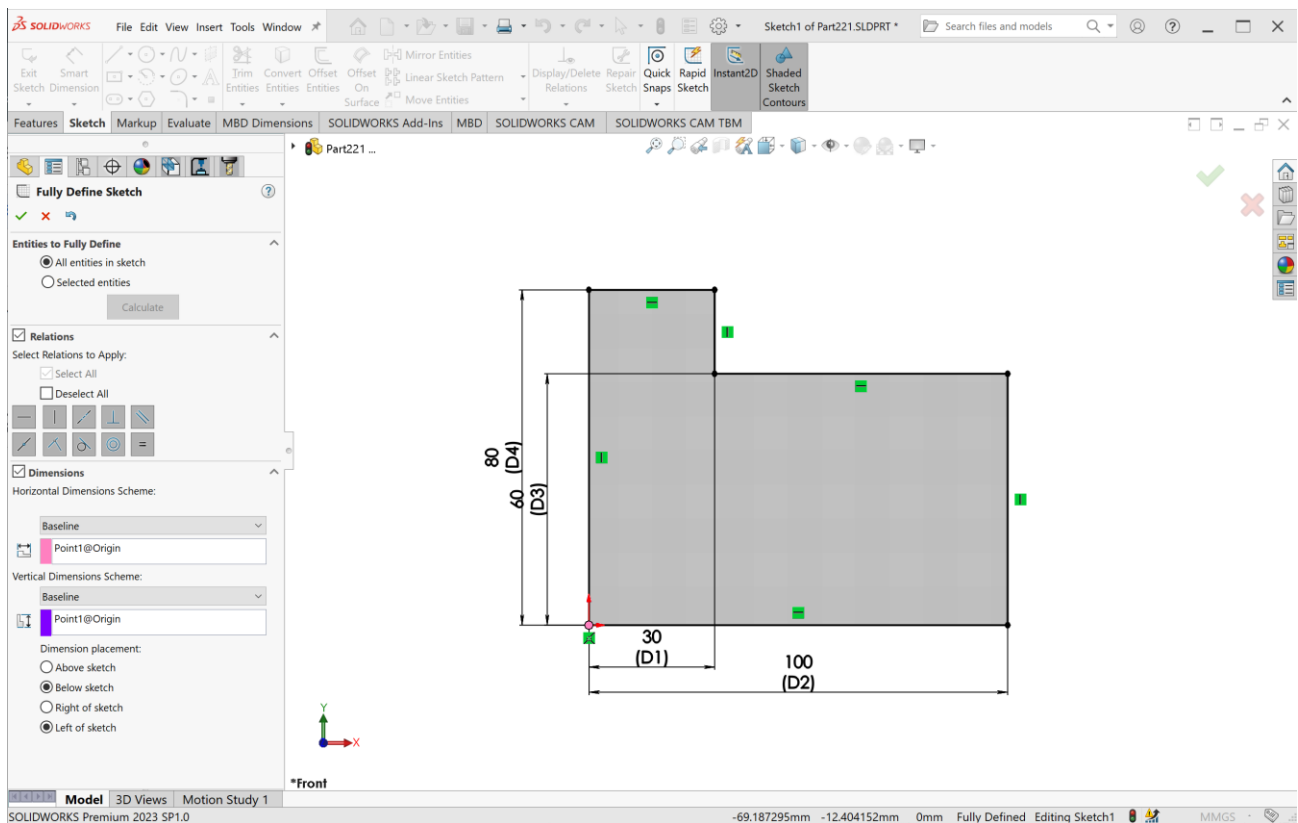 3S SOLIDWORKS File Edit View Insert Tools Window Sketch1 of Part221.SLDPRT * Search files and models
Exit Sketch
Smart Dimension
Trim Entities
Convert Entities
Offset Entities
Offset On Surface
Mirror Entities
Linear Sketch Pattern
Move Entities
Display/Delete Relations
Repair Sketch
Quick Snaps
Rapid Sketch
Instant2D
Shaded Sketch Contours
Features Sketch Markup Evaluate MBD Dimensions SOLIDWORKS Add-Ins MBD SOLIDWORKS CAM SOLIDWORKS CAM TBM
Part221 ...
Fully Define Sketch
Entities to Fully Define
All entities in sketch
Selected entities
Calculate
Relations
Select Relations to Apply:
Select All
Deselect All
Dimensions
Horizontal Dimensions Scheme:
Baseline
Point1@Origin
Vertical Dimensions Scheme:
Baseline
Point1@Origin
Dimension placement:
Above sketch
Below sketch
Right of sketch
Left of sketch
80
(D4)
60
(D3)
30
(D1)
100
(D2)
Y
X
*Front
Model 3D Views Motion Study 1
SOLIDWORKS Premium 2023 SP1.0 -69.187295mm -12.404152mm 0mm Fully Defined Editing Sketch1 MMGS